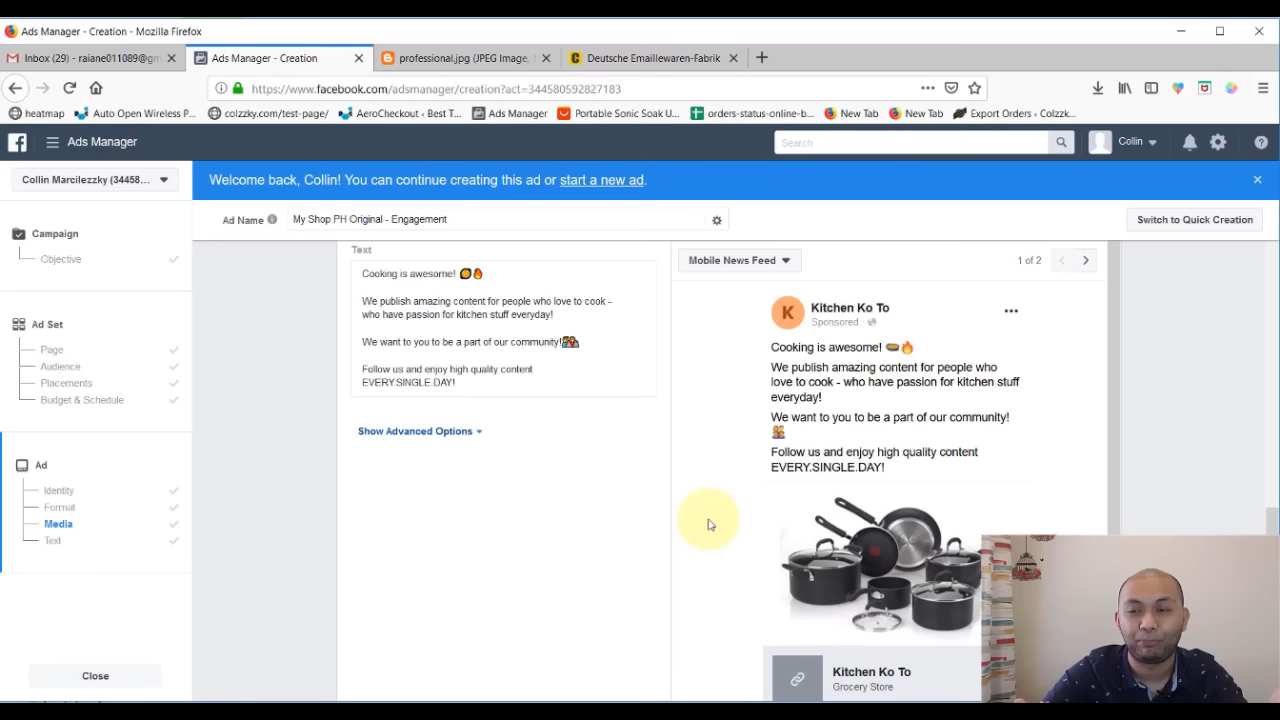 Ads Manager - Creation - Mozilla Firefox
Inbox (29) - raiane011089@gm
Ads Manager - Creation
professional.jpg (JPEG Image,
Deutsche Emaillewaren-Fabrik
https://www.facebook.com/adsmanager/creation?act=344580592827183
heatmap
Auto Open Wireless P...
colzzky.com/test-page/
AeroCheckout ‹ Best T...
Ads Manager
Portable Sonic Soak U...
orders-status-online-b...
New Tab
New Tab
Export Orders ‹ Colzzk...
Ads Manager
Search
Collin
Collin Marcilezzky (34458...
Welcome back, Collin! You can continue creating this ad or start a new ad.
Ad Name
My Shop PH Original - Engagement
Switch to Quick Creation
Campaign
Objective
Ad Set
Page
Audience
Placements
Budget & Schedule
Ad
Identity
Format
Media
Text
Close
Text
Cooking is awesome! 🥘🔥
We publish amazing content for people who love to cook -
who have passion for kitchen stuff everyday!
We want to you to be a part of our community!
Follow us and enjoy high quality content
EVERY.SINGLE.DAY!
Show Advanced Options
Mobile News Feed
1 of 2
K
Kitchen Ko To
Sponsored ·
Cooking is awesome! 🥘🔥
We publish amazing content for people who
love to cook - who have passion for kitchen stuff
everyday!
We want to you to be a part of our community!
Follow us and enjoy high quality content
EVERY.SINGLE.DAY!
Kitchen Ko To
Grocery Store